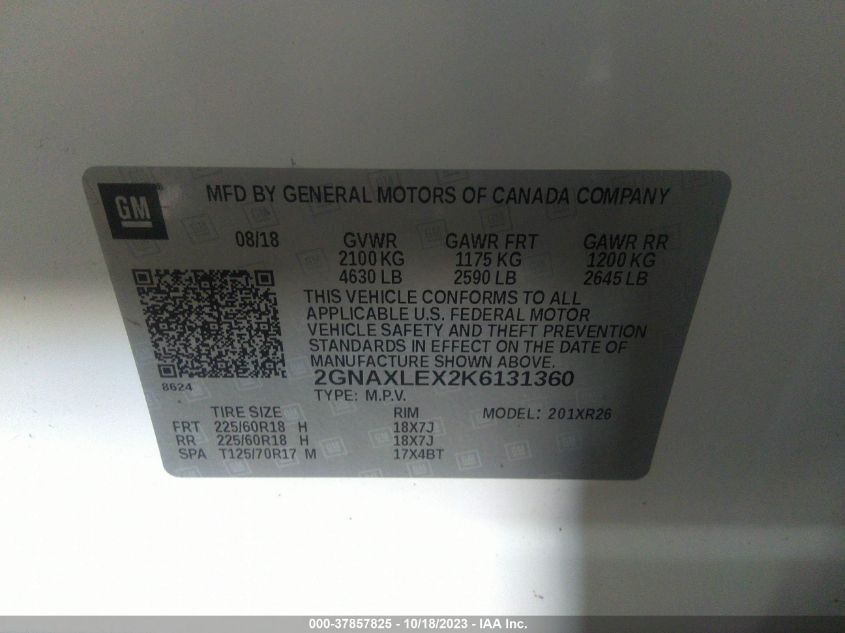 GM
MFD BY GENERAL MOTORS OF CANADA COMPANY
08/18 GVWR GAWR FRT GAWR RR
2100 KG 1175 KG 1200 KG
4630 LB 2590 LB 2645 LB
THIS VEHICLE CONFORMS TO ALL
APPLICABLE U.S. FEDERAL MOTOR
VEHICLE SAFETY AND THEFT PREVENTION
STANDARDS IN EFFECT ON THE DATE OF
MANUFACTURE SHOWN ABOVE.
8624 2GNAXLEX2K6131360
TYPE: M.P.V.
TIRE SIZE RIM MODEL: 201XR26
FRT 225/60R18 H 18X7J
RR 225/60R18 H 18X7J
SPA T125/70R17 M 17X4BT
000-37857825 - 10/18/2023 - IAA Inc.